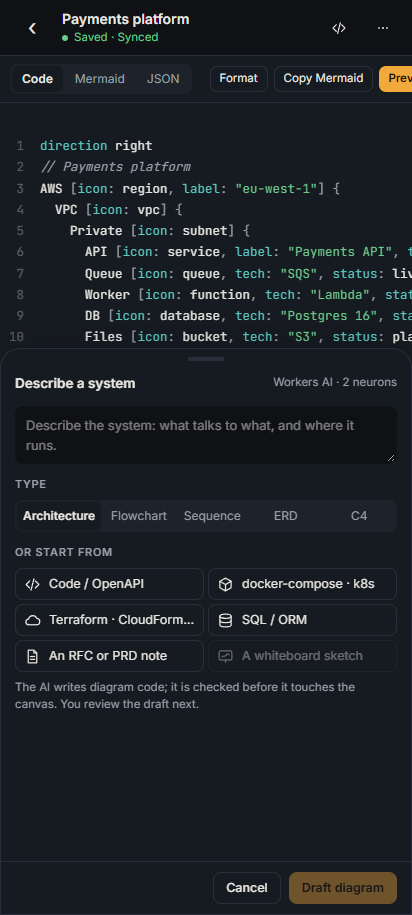 Payments platform
Saved · Synced
Code Mermaid JSON Format Copy Mermaid Prev
1 direction right
2 // Payments platform
3 AWS [icon: region, label: "eu-west-1"] {
4 VPC [icon: vpc] {
5 Private [icon: subnet] {
6 API [icon: service, label: "Payments API", t
7 Queue [icon: queue, tech: "SQS", status: liv
8 Worker [icon: function, tech: "Lambda", stat
9 DB [icon: database, tech: "Postgres 16", sta
10 Files [icon: bucket, tech: "S3", status: pla
Describe a system Workers AI · 2 neurons
Describe the system: what talks to what, and where it
runs.
TYPE
Architecture Flowchart Sequence ERD C4
OR START FROM
Code / OpenAPI docker-compose · k8s
Terraform · CloudForm... SQL / ORM
An RFC or PRD note A whiteboard sketch
The AI writes diagram code; it is checked before it touches the
canvas. You review the draft next.
Cancel Draft diagram